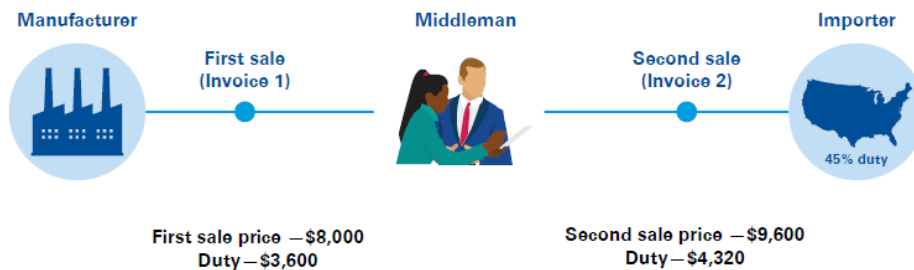 Manufacturer
Middleman
Importer
First sale
(Invoice 1)
Second sale
(Invoice 2)
45% duty
First sale price —$8,000
Duty—$3,600
Second sale price —$9,600
Duty—$4,320